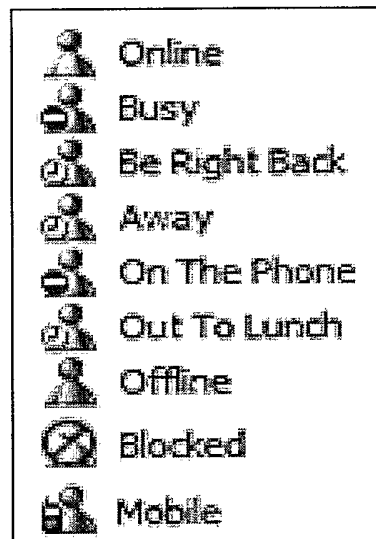 Online
Busy
Be Right Back
Away
On The Phone
Out To Lunch
Offline
Blocked
Mobile